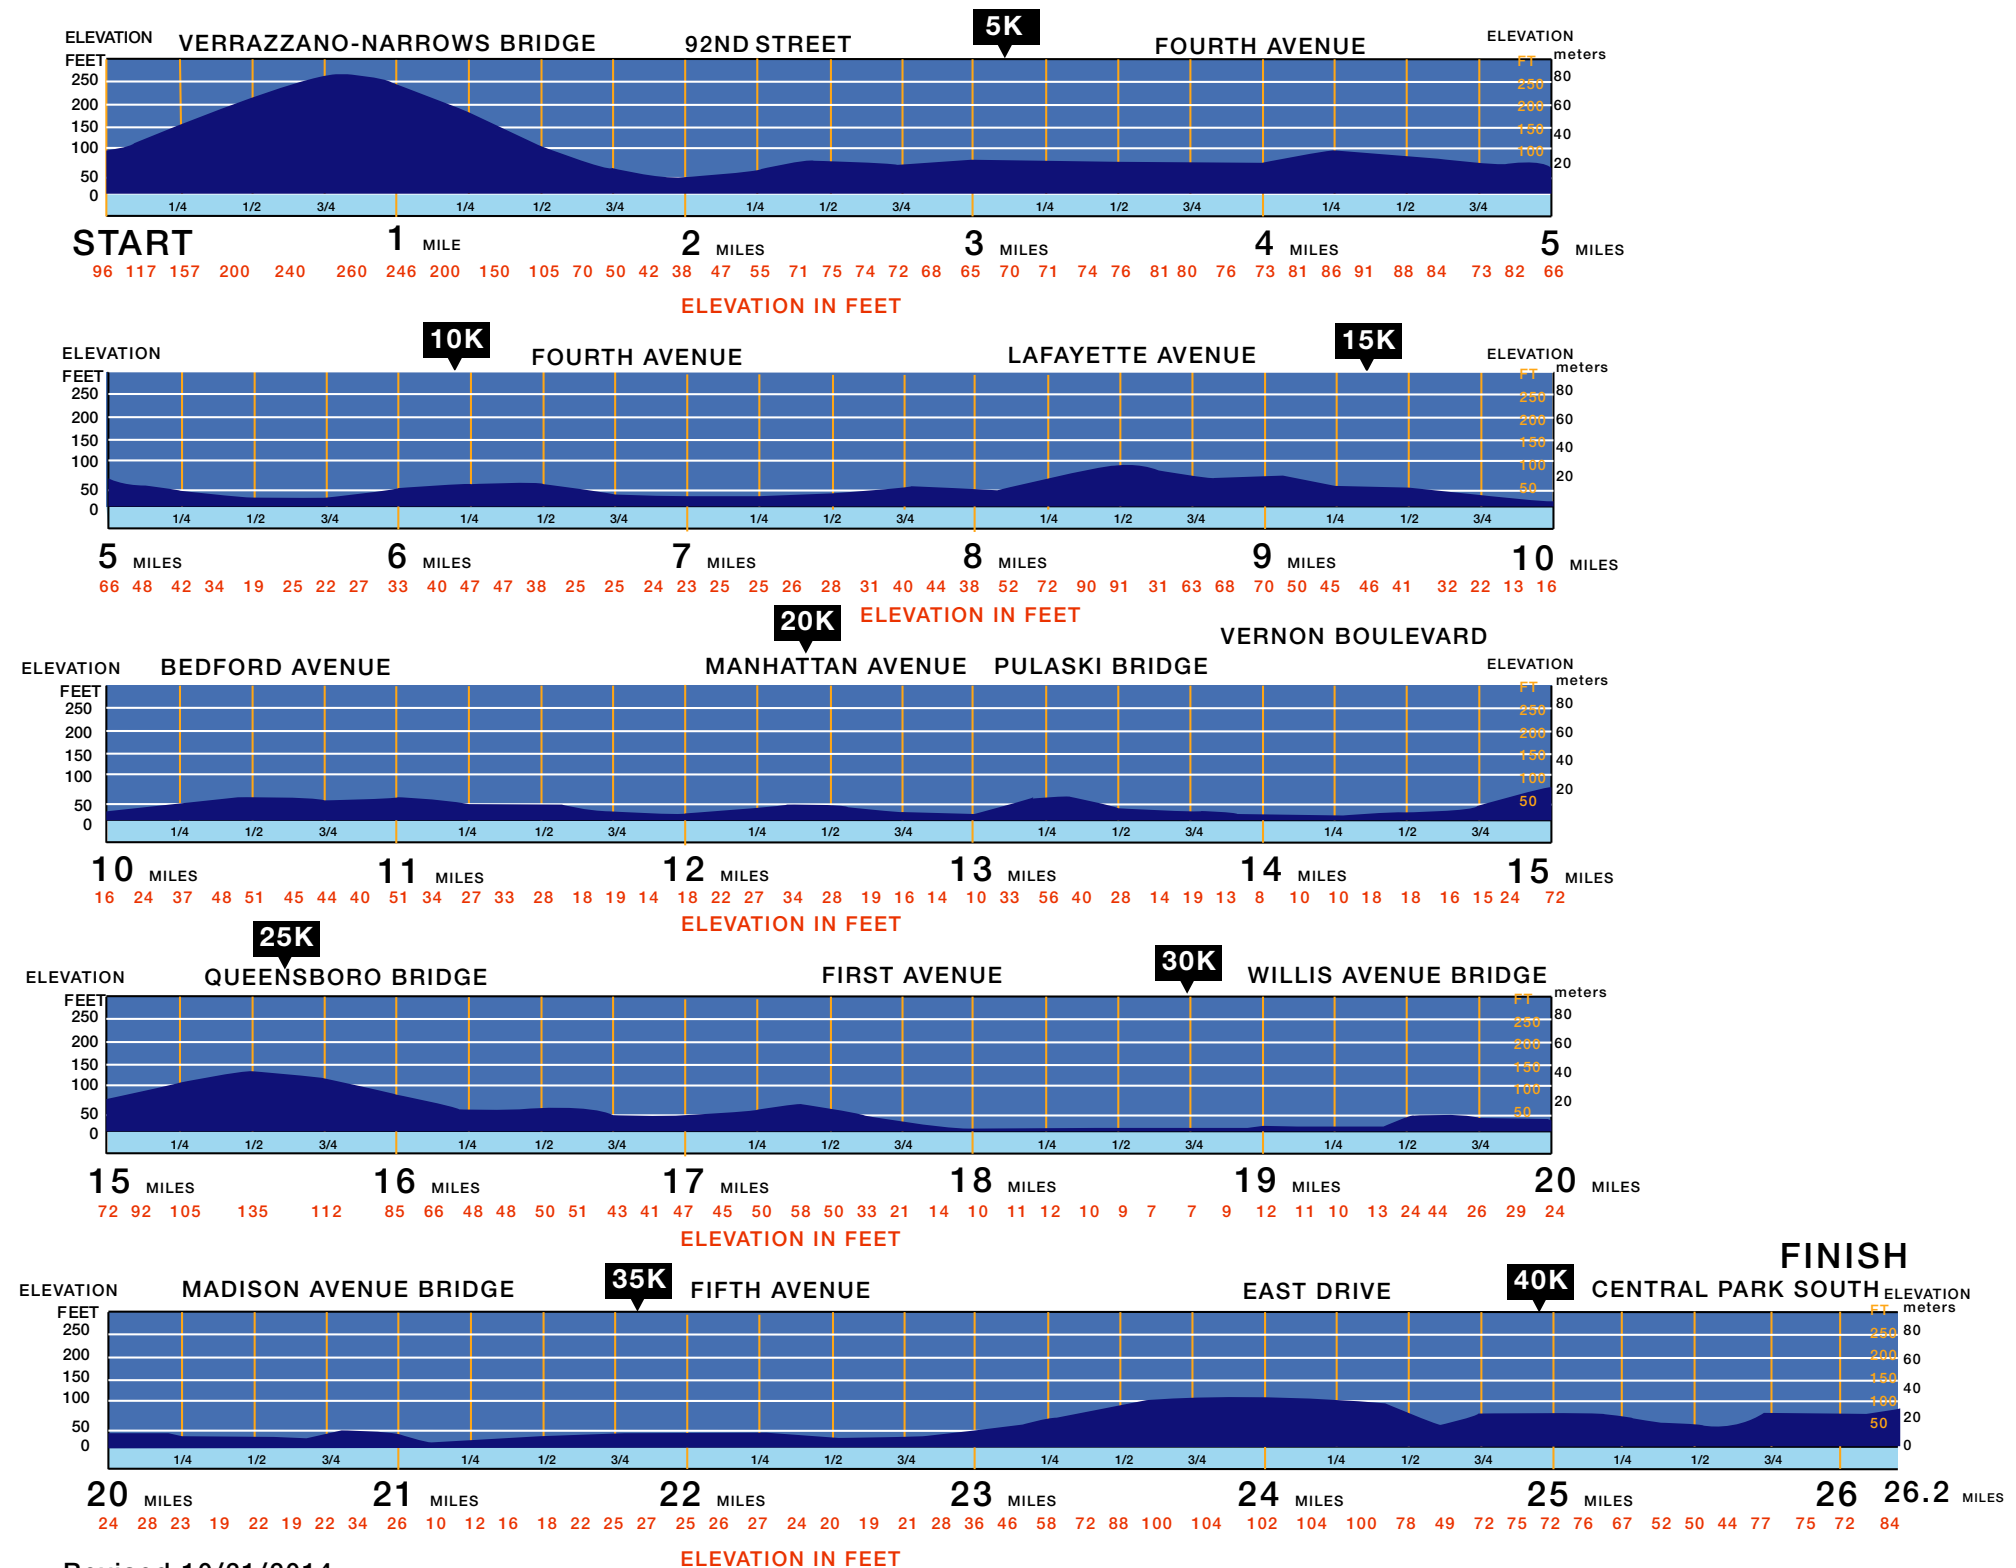 5K
ELEVATION VERRAZZANO-NARROWS BRIDGE 92ND STREET FOURTH AVENUE ELEVATION
FEET FT meters
250 250 80
200 200 60
150 150 40
100 100 20
50
0
1/4 1/2 3/4 1/4 1/2 3/4 1/4 1/2 3/4 1/4 1/2 3/4 1/4 1/2 3/4
START 1 MILE 2 MILES 3 MILES 4 MILES 5 MILES
96 117 157 200 240 260 246 200 150 105 70 50 42 38 47 55 71 75 74 72 68 65 70 71 74 76 81 80 76 73 81 86 91 88 84 73 82 66
ELEVATION IN FEET
10K 15K
ELEVATION FOURTH AVENUE LAFAYETTE AVENUE ELEVATION
FEET FT meters
250 250 80
200 200 60
150 150 40
100 100 20
50 50
0
1/4 1/2 3/4 1/4 1/2 3/4 1/4 1/2 3/4 1/4 1/2 3/4 1/4 1/2 3/4
5 MILES 6 MILES 7 MILES 8 MILES 9 MILES 10 MILES
66 48 42 34 19 25 22 27 33 40 47 47 38 25 25 24 23 25 25 26 28 31 40 44 38 52 72 90 91 31 63 68 70 50 45 46 41 32 22 13 16
ELEVATION IN FEET
20K
VERNON BOULEVARD
ELEVATION BEDFORD AVENUE MANHATTAN AVENUE PULASKI BRIDGE ELEVATION
FEET FT meters
250 250 80
200 200 60
150 150 40
100 100 20
50 50
0
1/4 1/2 3/4 1/4 1/2 3/4 1/4 1/2 3/4 1/4 1/2 3/4 1/4 1/2 3/4
10 MILES 11 MILES 12 MILES 13 MILES 14 MILES 15 MILES
16 24 37 48 51 45 44 40 51 34 27 33 28 18 19 14 18 22 27 34 28 19 16 14 10 33 56 40 28 14 19 13 8 10 10 18 18 16 15 24 72
ELEVATION IN FEET
25K 30K
ELEVATION QUEENSBORO BRIDGE FIRST AVENUE WILLIS AVENUE BRIDGE
FEET FT meters
250 250 80
200 200 60
150 150 40
100 100 20
50 50
0
1/4 1/2 3/4 1/4 1/2 3/4 1/4 1/2 3/4 1/4 1/2 3/4 1/4 1/2 3/4
15 MILES 16 MILES 17 MILES 18 MILES 19 MILES 20 MILES
72 92 105 135 112 85 66 48 48 50 51 43 41 47 45 50 58 50 33 21 14 10 11 12 10 9 7 7 9 12 11 10 13 24 44 26 29 24
ELEVATION IN FEET
FINISH
35K 40K
ELEVATION MADISON AVENUE BRIDGE FIFTH AVENUE EAST DRIVE CENTRAL PARK SOUTH ELEVATION
FEET FT meters
250 250 80
200 200 60
150 150 40
100 100 20
50 50
0 0
1/4 1/2 3/4 1/4 1/2 3/4 1/4 1/2 3/4 1/4 1/2 3/4 1/4 1/2 3/4 1/4 1/2 3/4
20 MILES 21 MILES 22 MILES 23 MILES 24 MILES 25 MILES 26 26.2 MILES
24 28 23 19 22 19 22 34 26 10 12 16 18 22 25 27 25 26 27 24 20 19 21 28 36 46 58 72 88 100 104 102 104 100 78 49 72 75 72 76 67 52 50 44 77 75 72 84
ELEVATION IN FEET